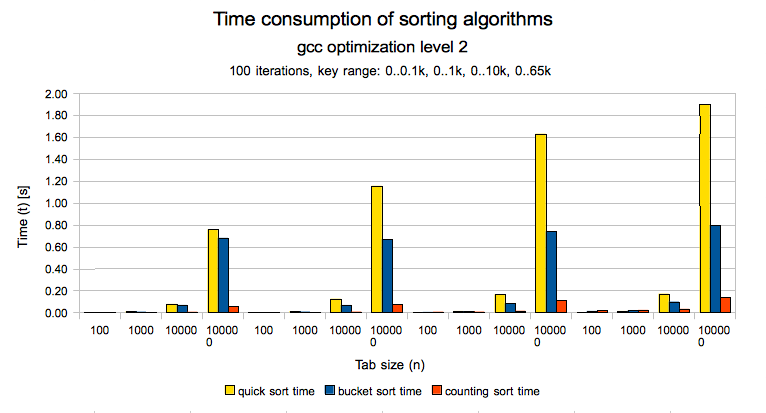 Time consumption of sorting algorithms
gcc optimization level 2
100 iterations, key range: 0..0.1k, 0..1k, 0..10k, 0..65k
2.00
1.80
1.60
1.40
1.20
1.00
0.80
0.60
0.40
0.20
0.00
Time (t) [s]
100 1000 10000 10000 100 1000 10000 10000 100 1000 10000 10000 100 1000 10000 10000
0 0 0 0
Tab size (n)
quick sort time bucket sort time counting sort time